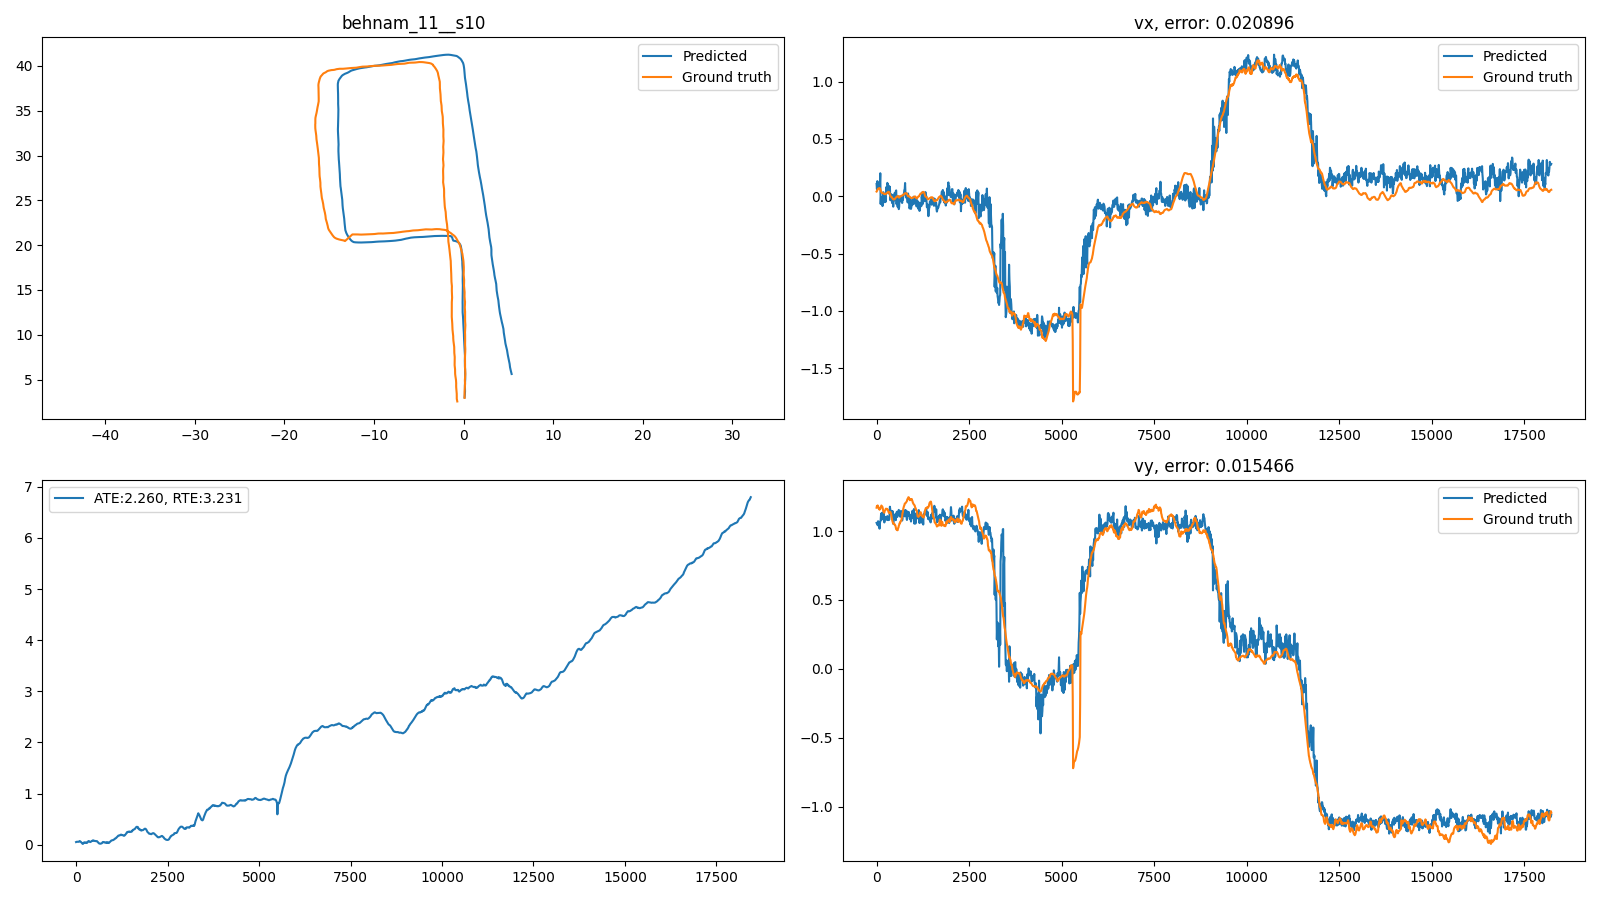 behnam_11__s10
Predicted
Ground truth
40
35
30
25
20
15
10
5
−40 −30 −20 −10 0 10 20 30
vx, error: 0.020896
Predicted
Ground truth
1.0
0.5
0.0
−0.5
−1.0
−1.5
0 2500 5000 7500 10000 12500 15000 17500
ATE:2.260, RTE:3.231
7
6
5
4
3
2
1
0
0 2500 5000 7500 10000 12500 15000 17500
vy, error: 0.015466
Predicted
Ground truth
1.0
0.5
0.0
−0.5
−1.0
0 2500 5000 7500 10000 12500 15000 17500